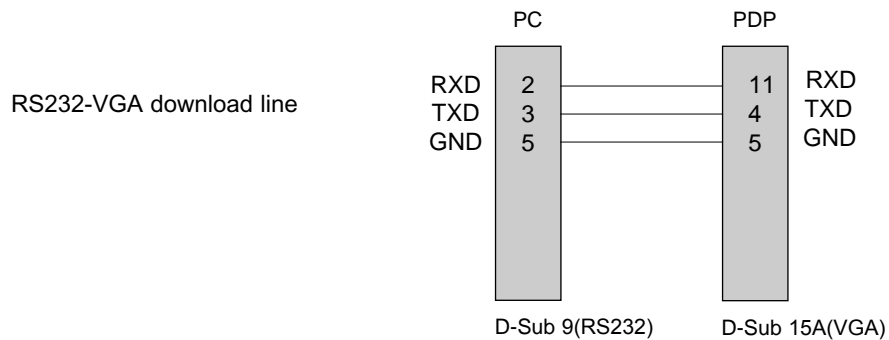 PC PDP
RXD 2 11 RXD
RS232-VGA download line TXD 3 4 TXD
GND 5 5 GND
D-Sub 9(RS232) D-Sub 15A(VGA)